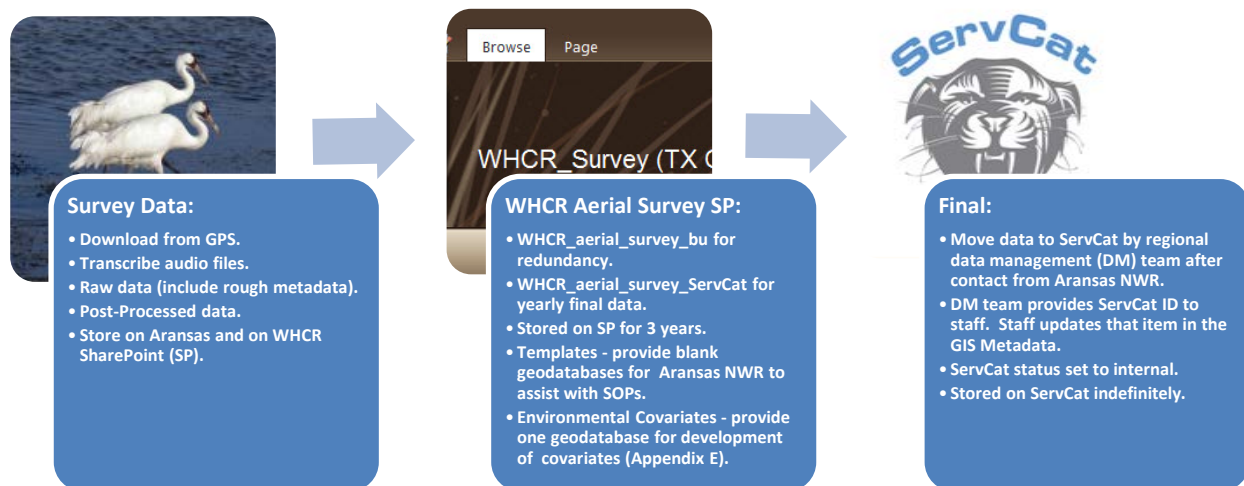 Browse Page
WHCR_Survey (TX
ServCat
Survey Data:
• Download from GPS.
• Transcribe audio files.
• Raw data (include rough metadata).
• Post-Processed data.
• Store on Aransas and on WHCR
SharePoint (SP).
WHCR Aerial Survey SP:
• WHCR_aerial_survey_bu for
redundancy.
• WHCR_aerial_survey_ServCat for
yearly final data.
• Stored on SP for 3 years.
• Templates - provide blank
geodatabases for Aransas NWR to
assist with SOPs.
• Environmental Covariates - provide
one geodatabase for development
of covariates (Appendix E).
Final:
• Move data to ServCat by regional
data management (DM) team after
contact from Aransas NWR.
• DM team provides ServCat ID to
staff. Staff updates that item in the
GIS Metadata.
• ServCat status set to internal.
• Stored on ServCat indefinitely.